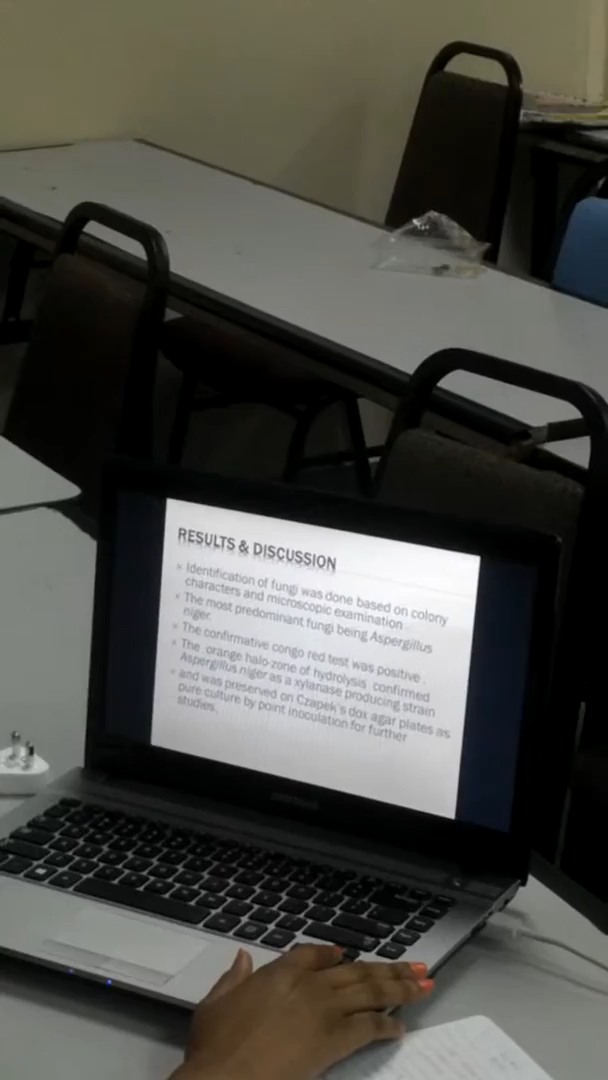 RESULTS & DISCUSSION
Identification of fungi was done based on colony
characters and microscopic examination.
The most predominant fungi being Aspergillus
niger.
The confirmative congo red test was positive .
The orange halo-zone of hydrolysis confirmed
Aspergillus niger as a xylanase producing strain
and was preserved on Czapek's dox agar plates as
pure culture by point inoculation for further
studies.